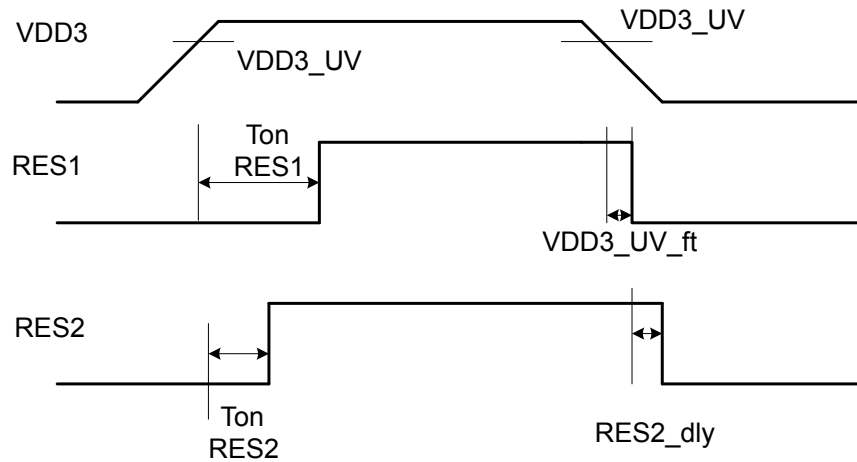 VDD3
VDD3_UV
VDD3_UV
RES1
Ton
RES1
VDD3_UV_ft
RES2
Ton
RES2
RES2_dly